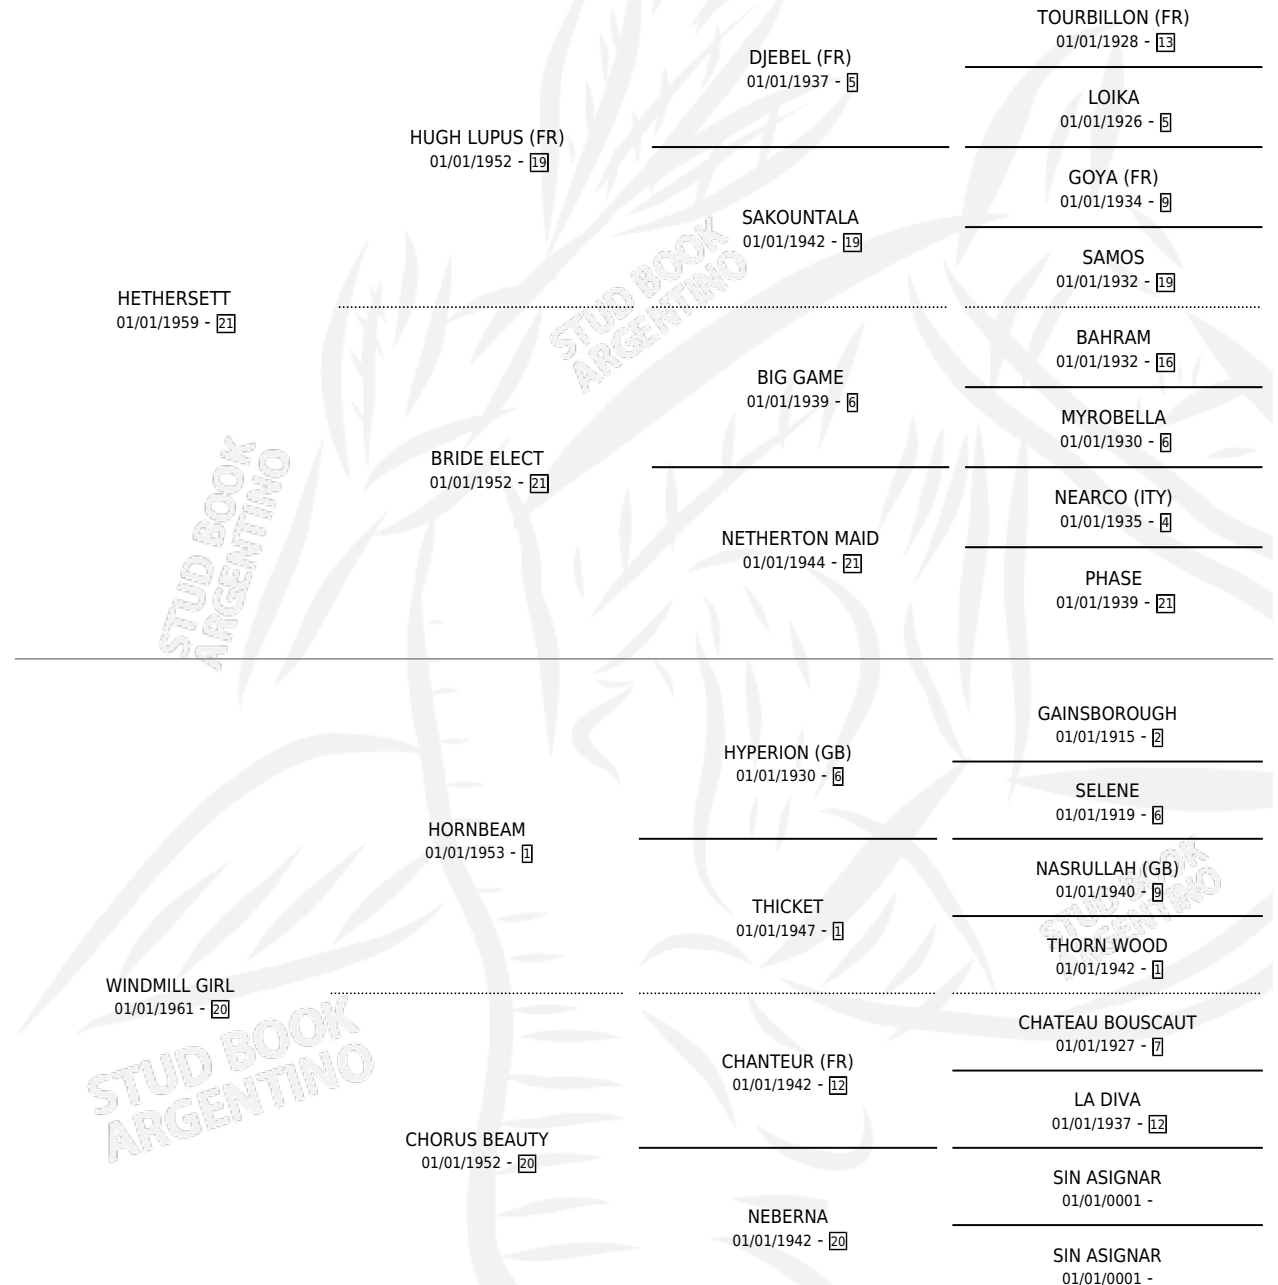 TOURBILLON (FR)
01/01/1928 - 13
DJEBEL (FR)
01/01/1937 - 5
LOIKA
01/01/1926 - 5
HUGH LUPUS (FR)
01/01/1952 - 19
GOYA (FR)
01/01/1934 - 9
SAKOUNTALA
01/01/1942 - 19
SAMOS
01/01/1932 - 19
HETHERSETT
01/01/1959 - 21
BAHRAM
01/01/1932 - 16
BIG GAME
01/01/1939 - 6
MYROBELLA
01/01/1930 - 6
BRIDE ELECT
01/01/1952 - 21
NEARCO (ITY)
01/01/1935 - 4
NETHERTON MAID
01/01/1944 - 21
PHASE
01/01/1939 - 21
GAINSBOROUGH
01/01/1915 - 2
HYPERION (GB)
01/01/1930 - 6
SELENE
01/01/1919 - 6
HORNBEAM
01/01/1953 - 1
NASRULLAH (GB)
01/01/1940 - 9
THICKET
01/01/1947 - 1
THORN WOOD
01/01/1942 - 1
WINDMILL GIRL
01/01/1961 - 20
CHATEAU BOUSCAUT
01/01/1927 - 7
CHANTEUR (FR)
01/01/1942 - 12
LA DIVA
01/01/1937 - 12
CHORUS BEAUTY
01/01/1952 - 20
SIN ASIGNAR
01/01/0001 -
NEBERNA
01/01/1942 - 20
SIN ASIGNAR
01/01/0001 -
STUD BOOK
ARGENTINO
STUD BOOK
ARGENTINO
STUD BOOK
ARGENTINO
STUD BOOK
ARGENTINO